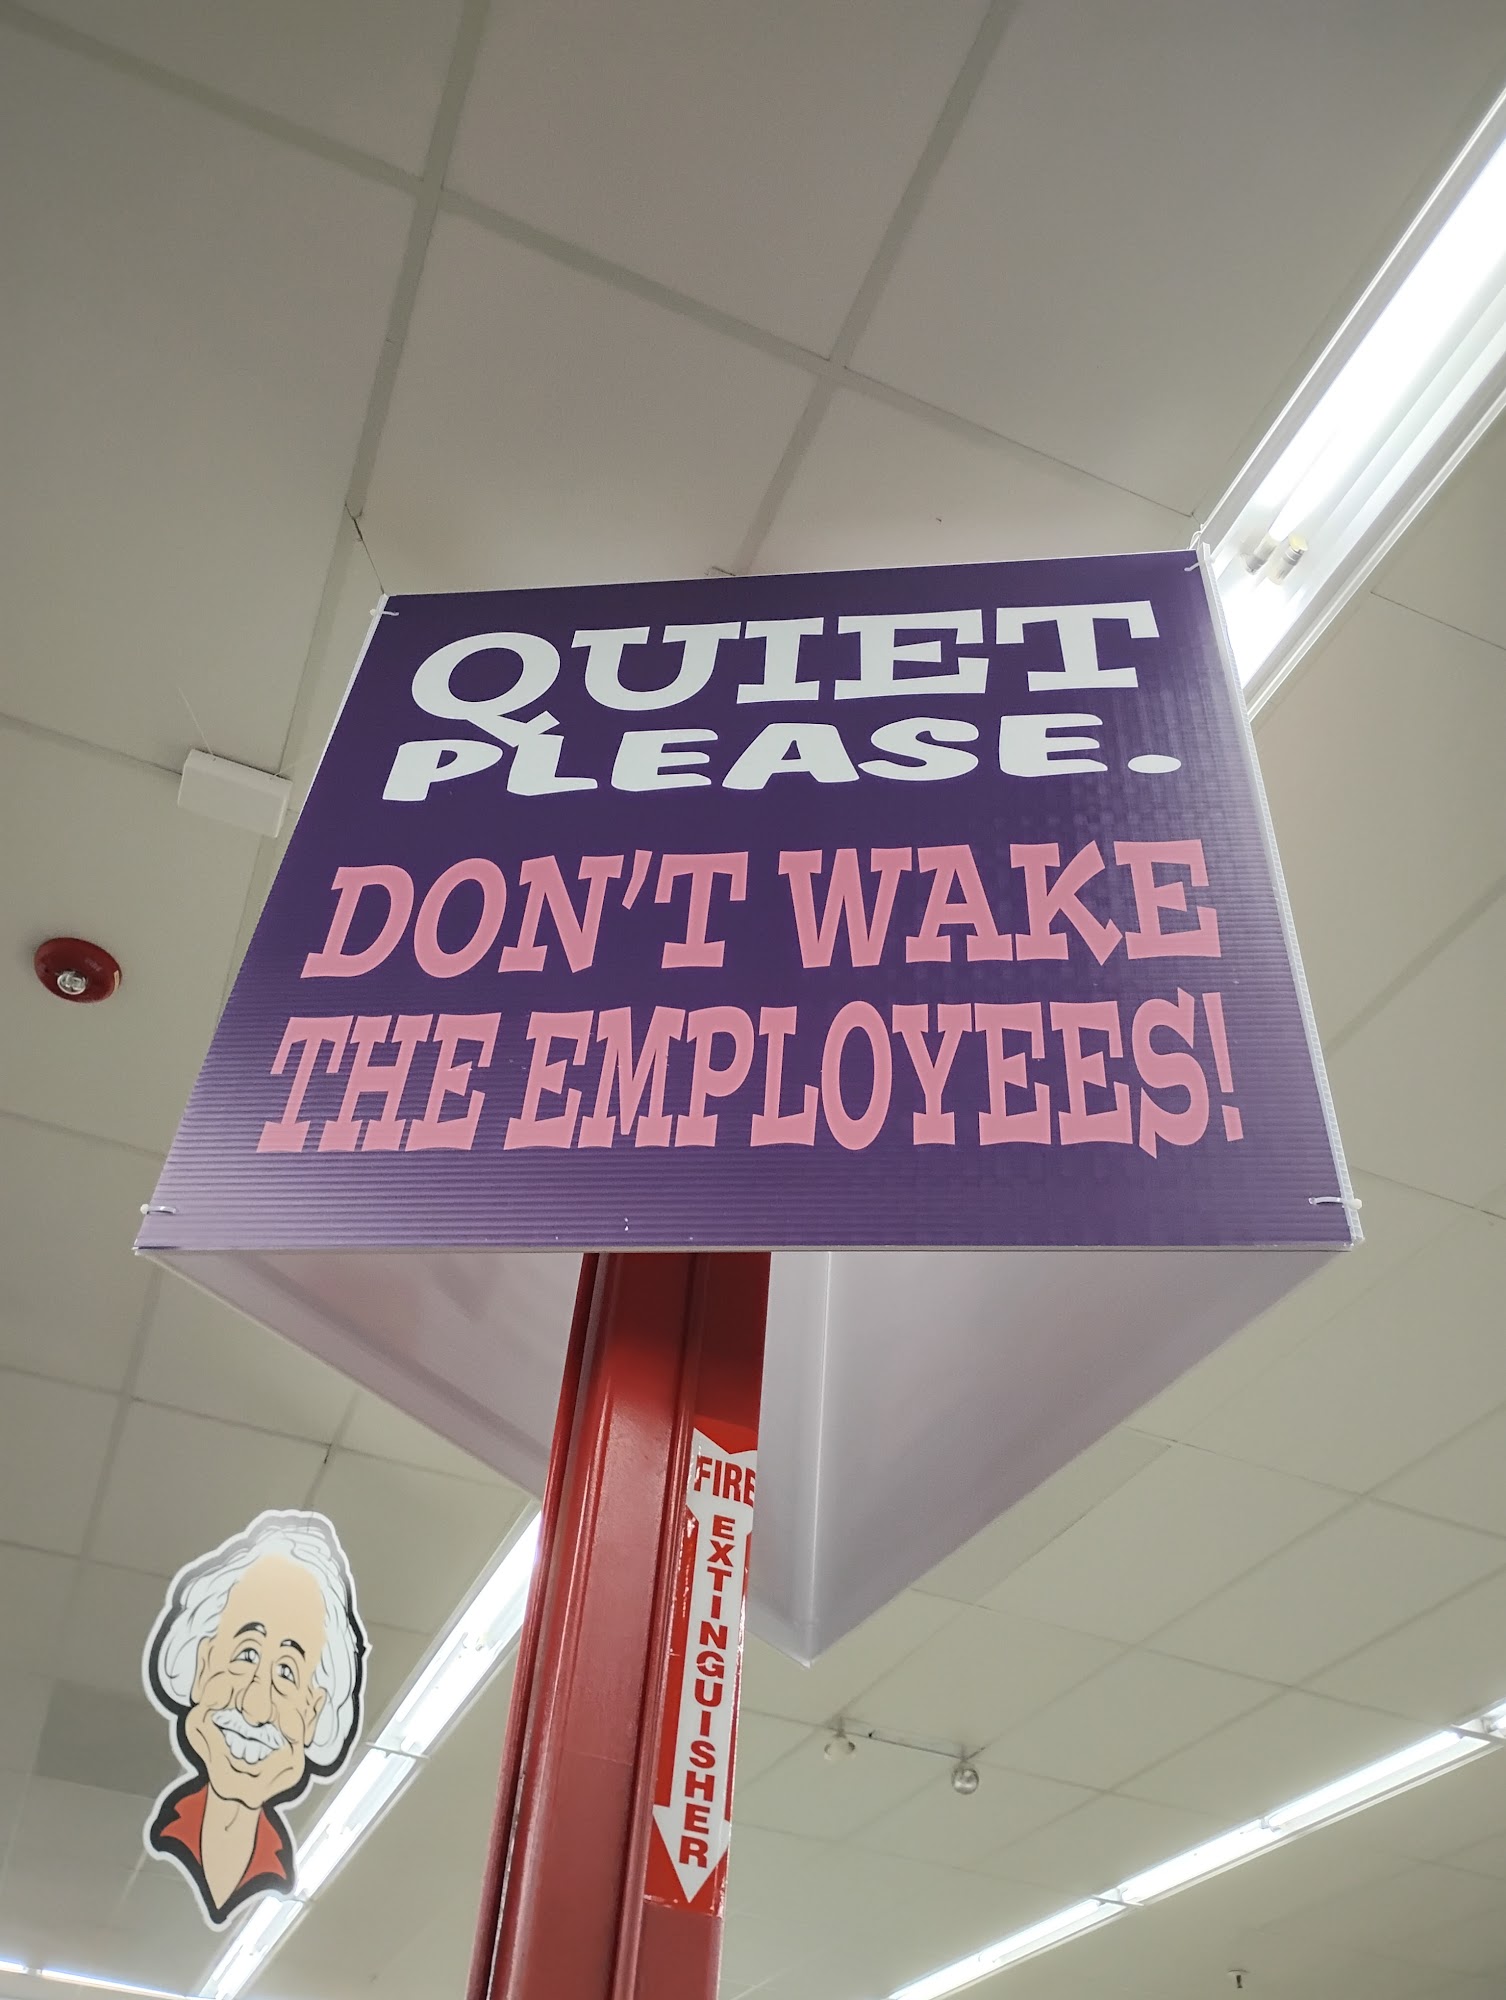 QUIET
PLEASE.
DON'T WAKE
THE EMPLOYEES!
FIRE
EXTINGUISHER